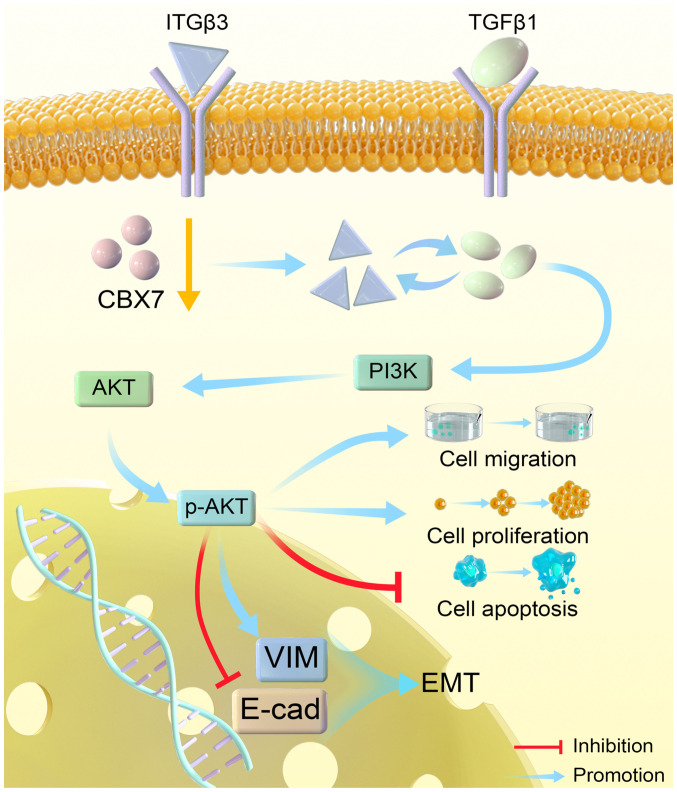 ITGβ3
TGFβ1
CBX7
PI3K
AKT
Cell migration
p-AKT
Cell proliferation
Cell apoptosis
VIM
E-cad
EMT
Inhibition
Promotion